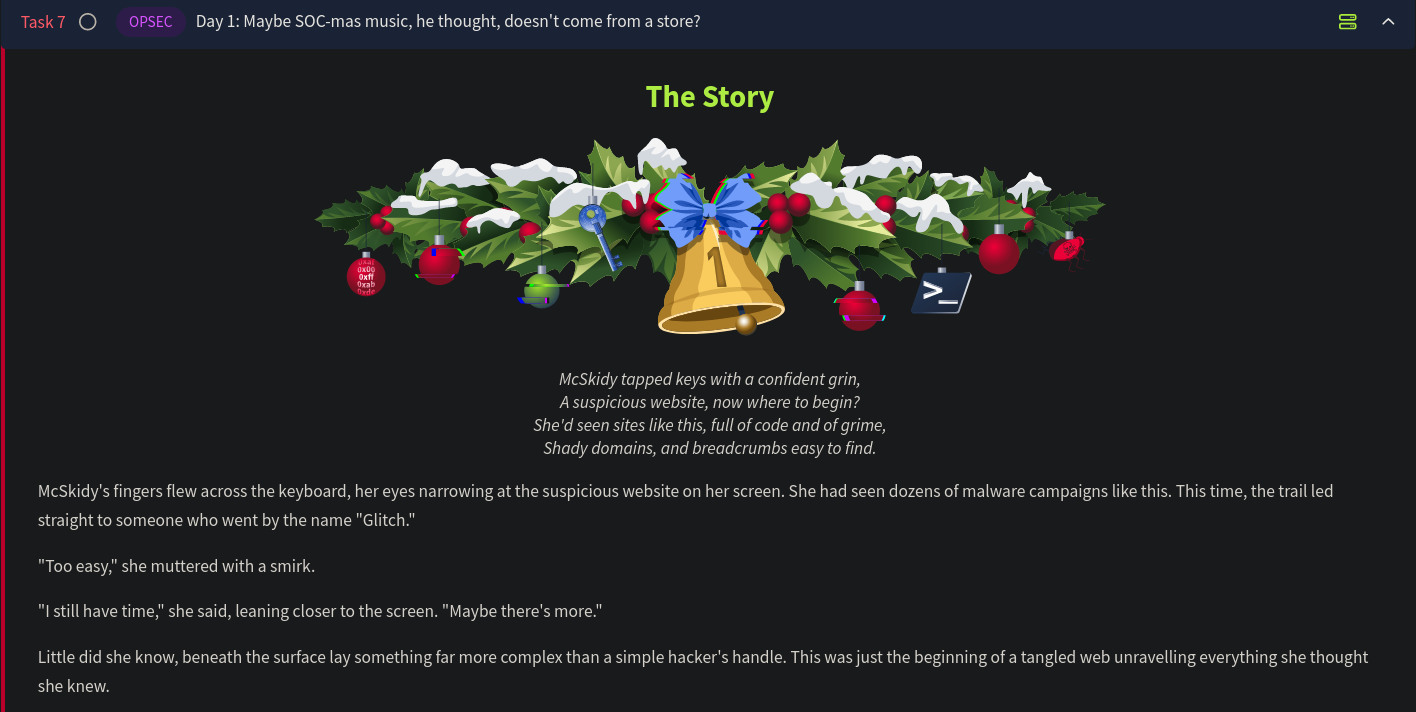 Task 7 OPSEC Day 1: Maybe SOC-mas music, he thought, doesn't come from a store?
The Story
0x00
0xff
0xab
1
>_
McSkidy tapped keys with a confident grin,
A suspicious website, now where to begin?
She'd seen sites like this, full of code and of grime,
Shady domains, and breadcrumbs easy to find.
McSkidy's fingers flew across the keyboard, her eyes narrowing at the suspicious website on her screen. She had seen dozens of malware campaigns like this. This time, the trail led
straight to someone who went by the name "Glitch."
"Too easy," she muttered with a smirk.
"I still have time," she said, leaning closer to the screen. "Maybe there's more."
Little did she know, beneath the surface lay something far more complex than a simple hacker's handle. This was just the beginning of a tangled web unravelling everything she thought
she knew.